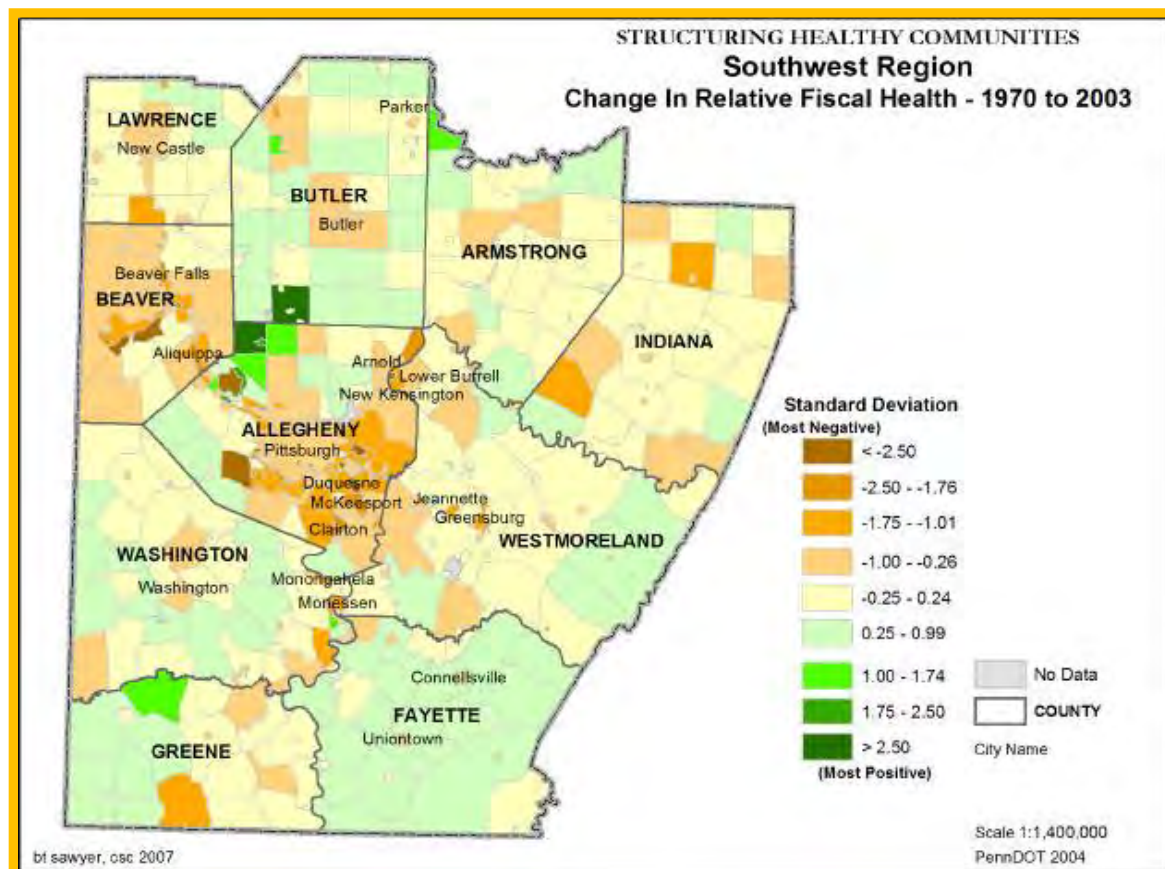 STRUCTURING HEALTHY COMMUNITIES
Southwest Region
Change In Relative Fiscal Health - 1970 to 2003
Parker
LAWRENCE
New Castle
BUTLER
Butler
ARMSTRONG
Beaver Falls
BEAVER
INDIANA
Aliquippa
Arnold
Lower Burrell
New Kensington
ALLEGHENY
Pittsburgh
Duquesne
McKeesport
Jeannette
Greensburg
Clairton
WESTMORELAND
WASHINGTON
Washington
Monongahela
Monessen
Connellsville
FAYETTE
Uniontown
GREENE
Standard Deviation
(Most Negative)
< -2.50
-2.50 - -1.76
-1.75 - -1.01
-1.00 - -0.26
-0.25 - 0.24
0.25 - 0.99
1.00 - 1.74
1.75 - 2.50
> 2.50
(Most Positive)
No Data
COUNTY
City Name
Scale 1:1,400,000
PennDOT 2004
bt sawyer, csc 2007